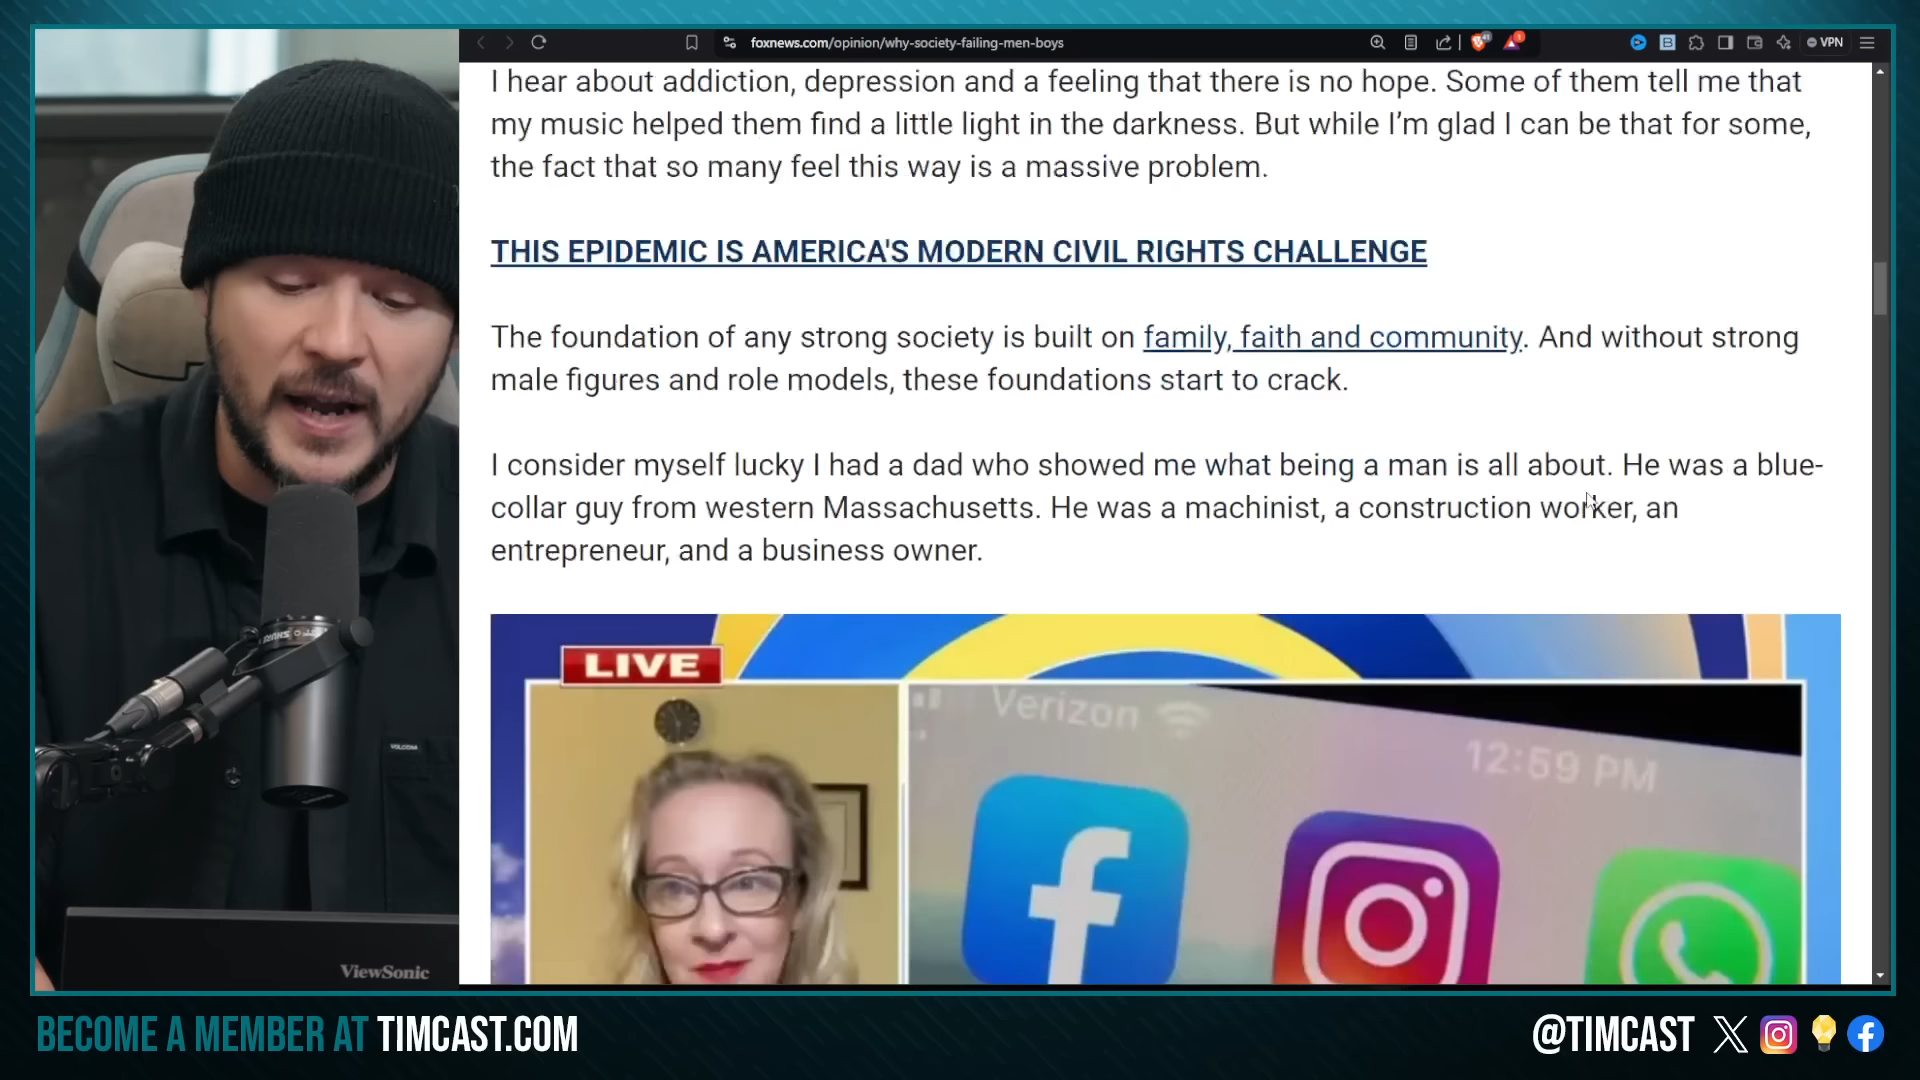 foxnews.com/opinion/why-society-failing-men-boys
VPN
I hear about addiction, depression and a feeling that there is no hope. Some of them tell me that
my music helped them find a little light in the darkness. But while I’m glad I can be that for some,
the fact that so many feel this way is a massive problem.
THIS EPIDEMIC IS AMERICA'S MODERN CIVIL RIGHTS CHALLENGE
The foundation of any strong society is built on family, faith and community. And without strong
male figures and role models, these foundations start to crack.
I consider myself lucky I had a dad who showed me what being a man is all about. He was a blue-
collar guy from western Massachusetts. He was a machinist, a construction worker, an
entrepreneur, and a business owner.
LIVE
Verizon
12:59 PM
VOLCOM
ViewSonic
BECOME A MEMBER AT TIMCAST.COM
@TIMCAST